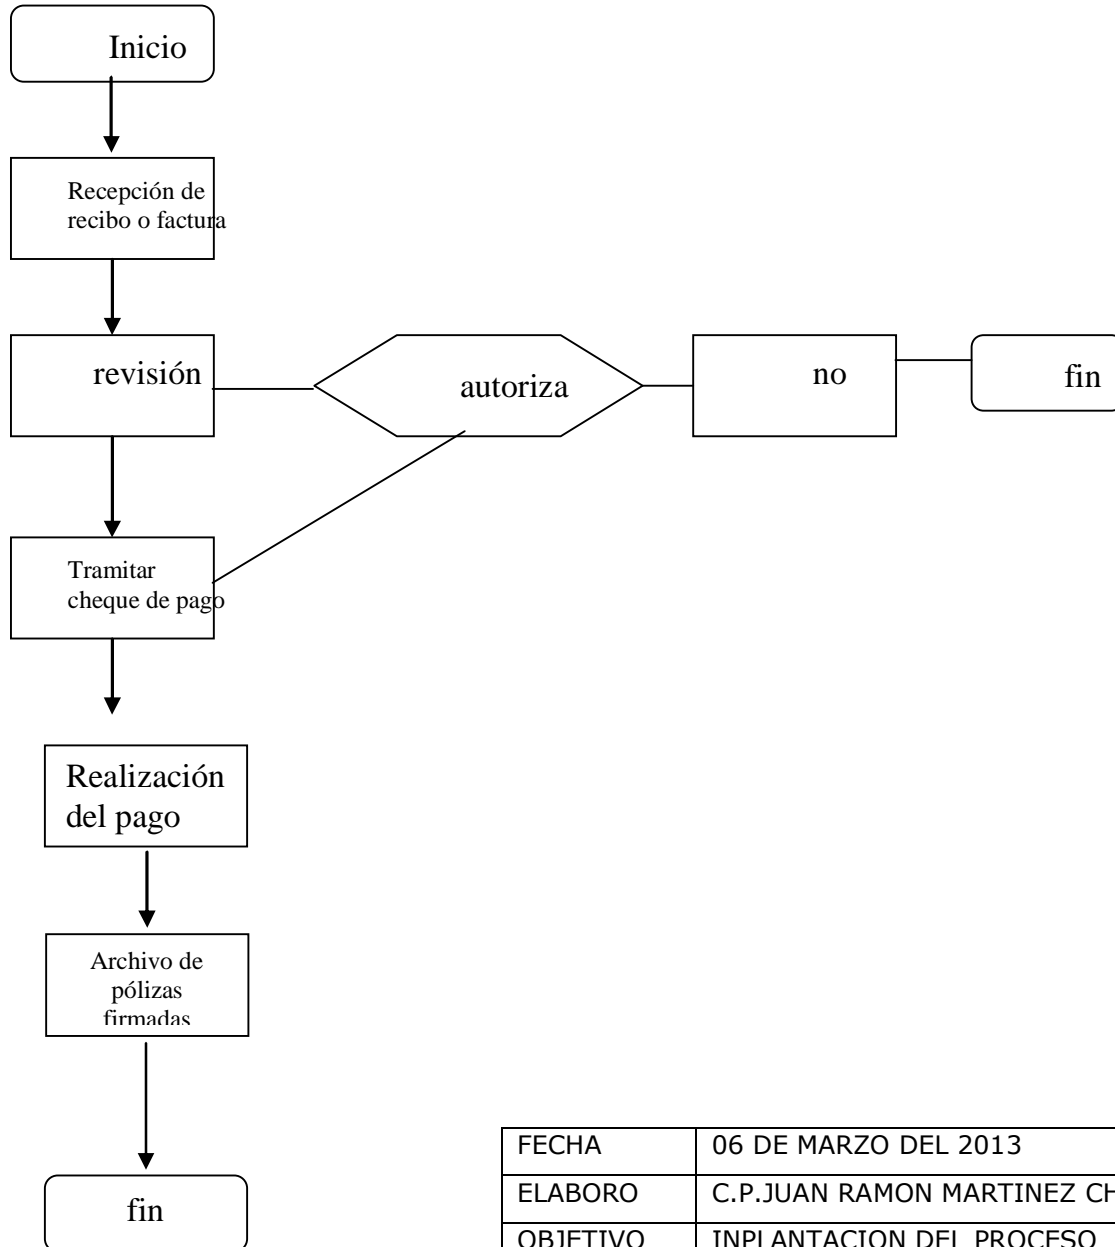 Inicio
Recepción de
recibo o factura
revisión
autoriza
no
fin
Tramitar
cheque de pago
Realización
del pago
Archivo de
pólizas
firmadas
fin
FECHA 06 DE MARZO DEL 2013
ELABORO C.P.JUAN RAMON MARTINEZ CH
OBJETIVO INPLANTACION DEL PROCESO